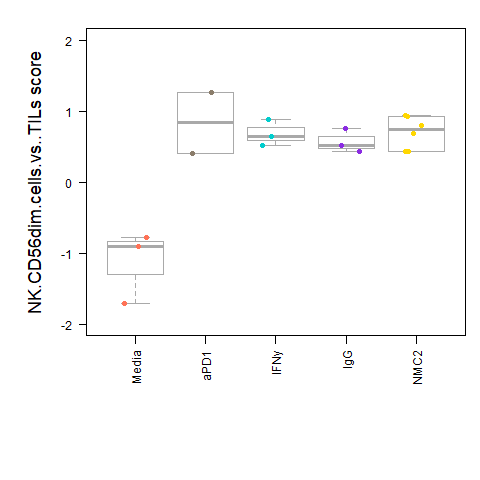 NK.CD56dim.cells.vs..TILs score
2
1
0
-1
-2
Media
aPD1
IFNy
IgG
NMC2